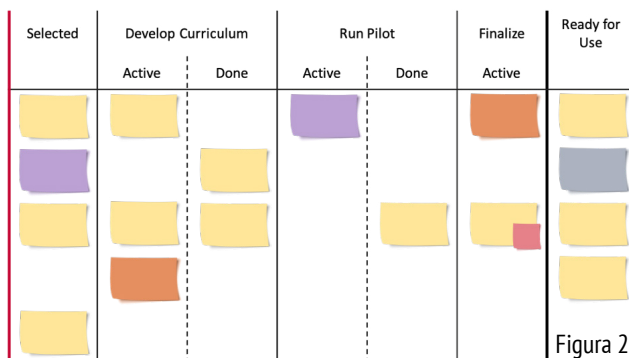 Selected
Develop Curriculum
Run Pilot
Finalize
Ready for
Use
Active
Done
Active
Done
Active
Figura 2